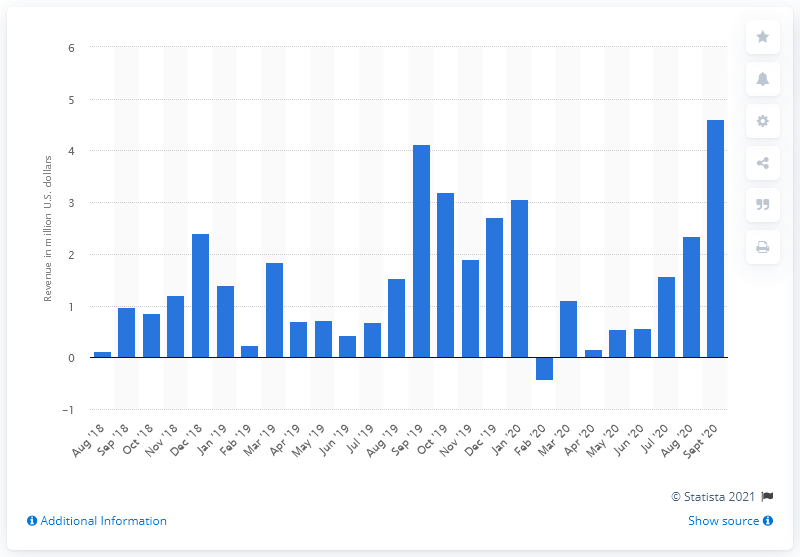 6
5
4
3
2
1
0
−1
Revenue in million U.S. dollars
Aug '18
Sep '18
Oct '18
Nov '18
Dec '18
Jan '19
Feb '19
Mar '19
Apr '19
May '19
Jun '19
Jul '19
Aug '19
Sep '19
Oct '19
Nov '19
Dec '19
Jan '20
Feb '20
Mar '20
Apr '20
May '20
Jun '20
Jul '20
Aug '20
Sept '20
© Statista 2021
Additional Information
Show source